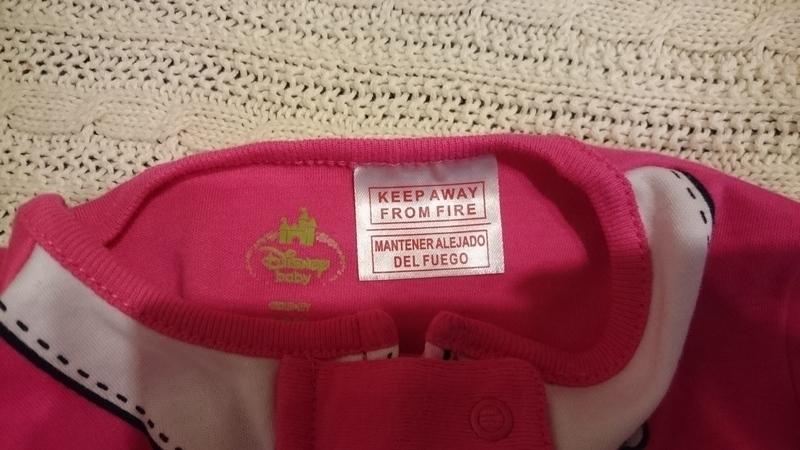 KEEP AWAY
FROM FIRE
MANTENER ALEJADO
DEL FUEGO
Disney
baby